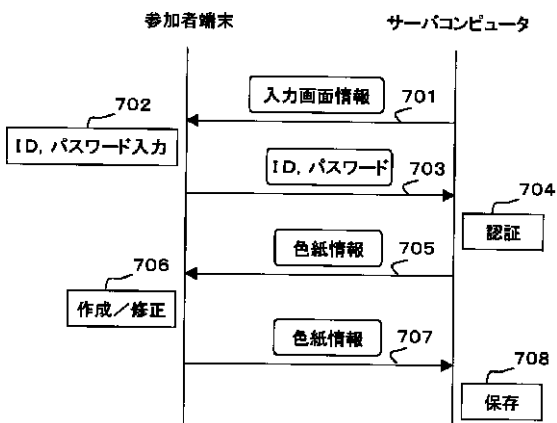 参加者端末
サーバコンピュータ
入力画面情報
701
702
ID, パスワード入力
ID, パスワード
703
704
認証
色紙情報
705
706
作成／修正
色紙情報
707
708
保存